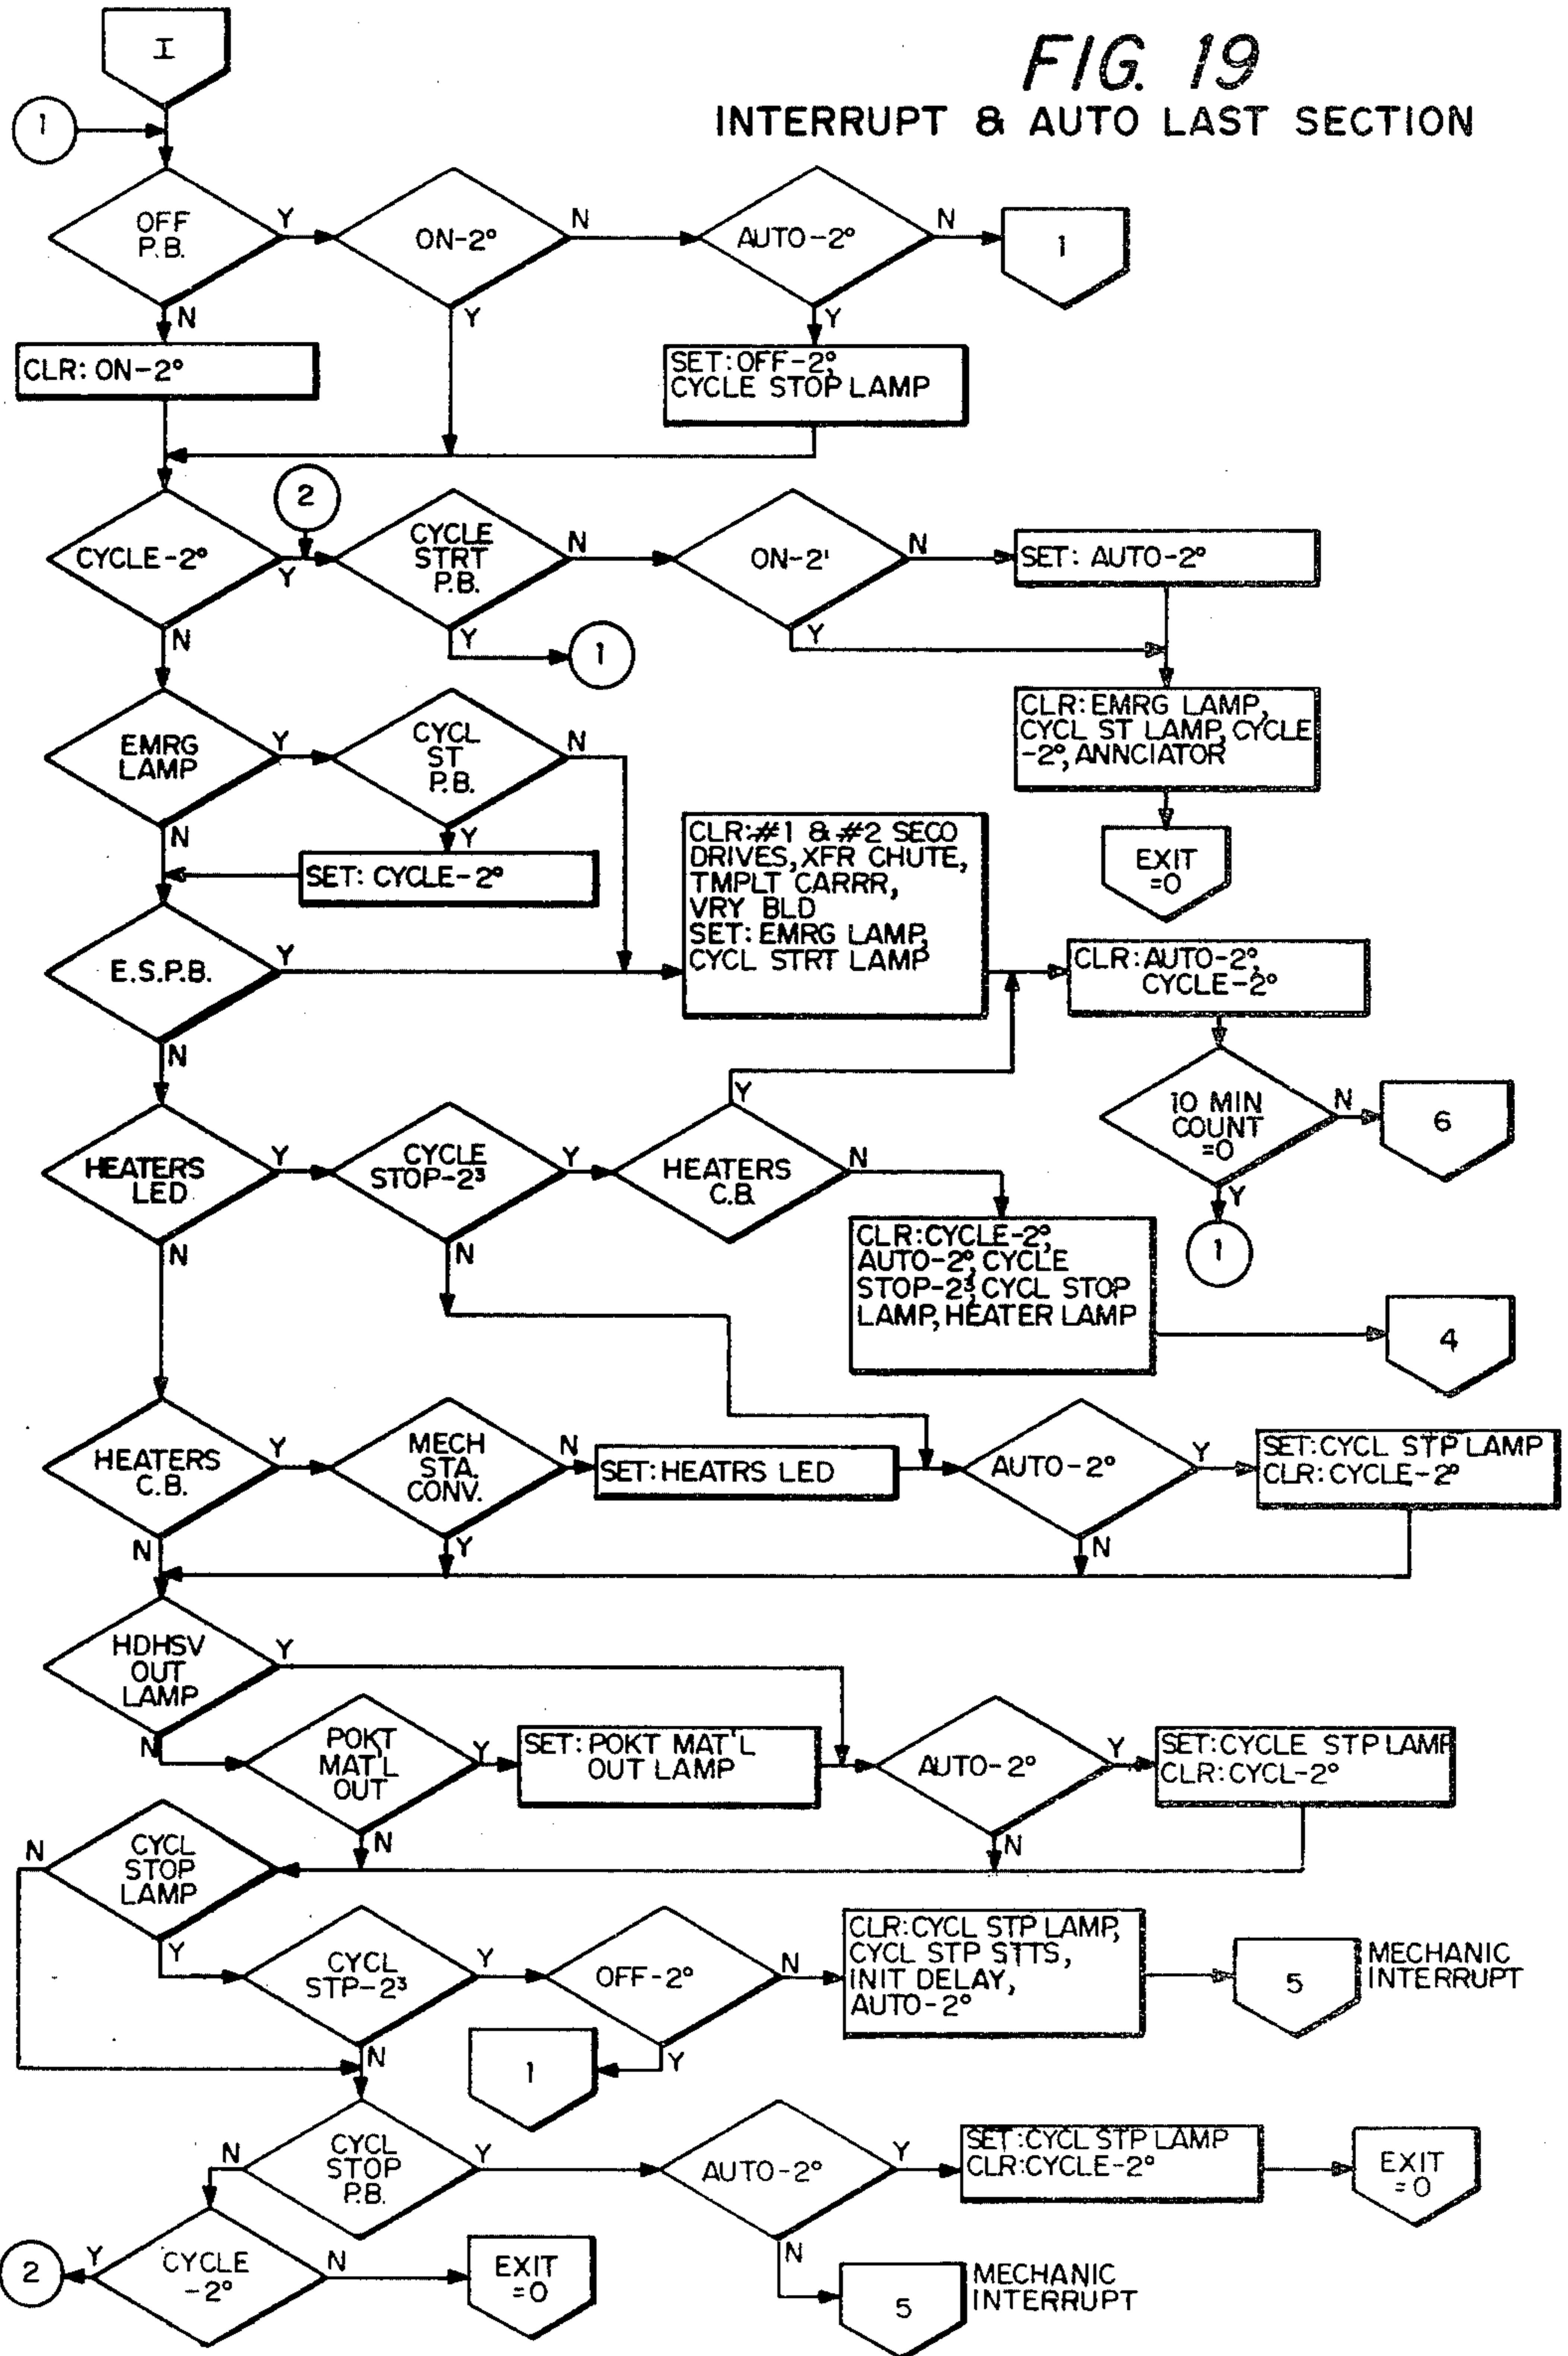 I
FIG. 19
INTERRUPT & AUTO LAST SECTION
1
OFF
P.B.
Y
N
ON-2°
N
Y
AUTO-2°
N
Y
1
CLR: ON-2°
SET: OFF-2°,
CYCLE STOP LAMP
CYCLE-2°
Y
N
2
CYCLE
STRT
P.B.
N
Y
1
ON-2'
N
Y
SET: AUTO-2°
EMRG
LAMP
Y
N
CYCL
ST
P.B.
N
Y
SET: CYCLE-2°
CLR: EMRG LAMP,
CYCL ST LAMP, CYCLE
-2°, ANNCIATOR
EXIT
=0
E.S.P.B.
Y
N
CLR:#1 & #2 SECO
DRIVES, XFR CHUTE,
TMPLT CARRR,
VRY BLD
SET: EMRG LAMP,
CYCL STRT LAMP
CLR: AUTO-2°,
CYCLE-2°
10 MIN
COUNT
=0
N
Y
6
1
HEATERS
LED
Y
N
CYCLE
STOP-2³
Y
N
HEATERS
C.B.
Y
N
CLR: CYCLE-2°,
AUTO-2°, CYCLE
STOP-2³, CYCL STOP
LAMP, HEATER LAMP
4
HEATERS
C.B.
Y
N
MECH
STA.
CONV.
N
Y
SET: HEATRS LED
AUTO-2°
Y
N
SET: CYCL STP LAMP
CLR: CYCLE-2°
HDHSV
OUT
LAMP
Y
N
POKT
MAT'L
OUT
Y
N
SET: POKT MAT'L
OUT LAMP
AUTO-2°
Y
N
SET: CYCLE STP LAMP
CLR: CYCL-2°
CYCL
STOP
LAMP
N
Y
CYCL
STP-2³
Y
N
OFF-2°
N
Y
1
CLR: CYCL STP LAMP,
CYCL STP STTS,
INIT DELAY,
AUTO-2°
5
MECHANIC
INTERRUPT
CYCL
STOP
P.B.
N
Y
AUTO-2°
Y
N
SET: CYCL STP LAMP
CLR: CYCLE-2°
EXIT
=0
CYCLE
-2°
Y
N
2
EXIT
=0
5
MECHANIC
INTERRUPT